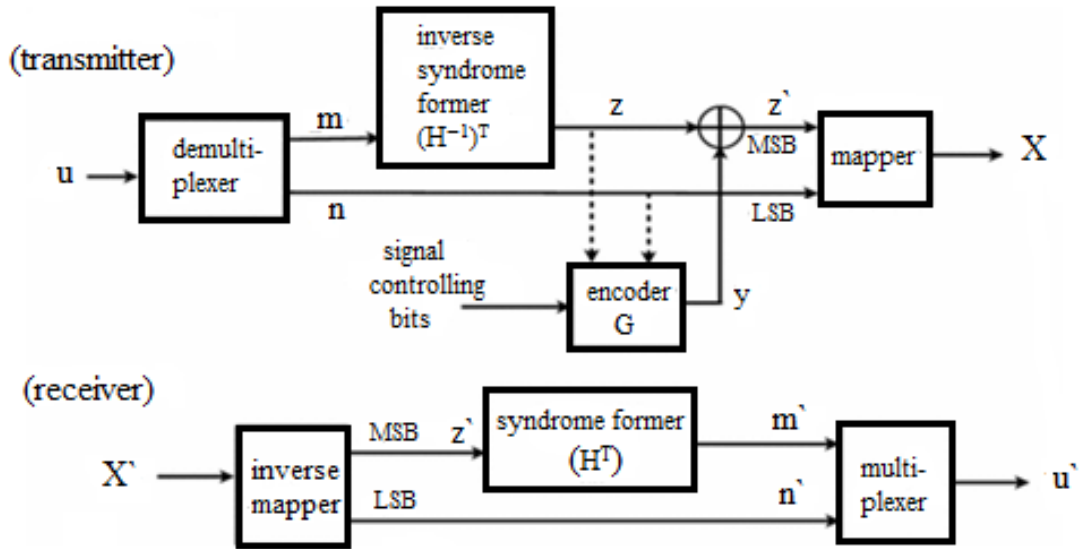 (transmitter)
inverse
syndrome
former
(H⁻¹)ᵀ
m
z
z`
MSB
u
demulti-
plexer
mapper
X
n
LSB
signal
controlling
bits
encoder
G
y
(receiver)
MSB
z`
syndrome former
(Hᵀ)
m`
X`
inverse
mapper
LSB
n`
multi-
plexer
u`